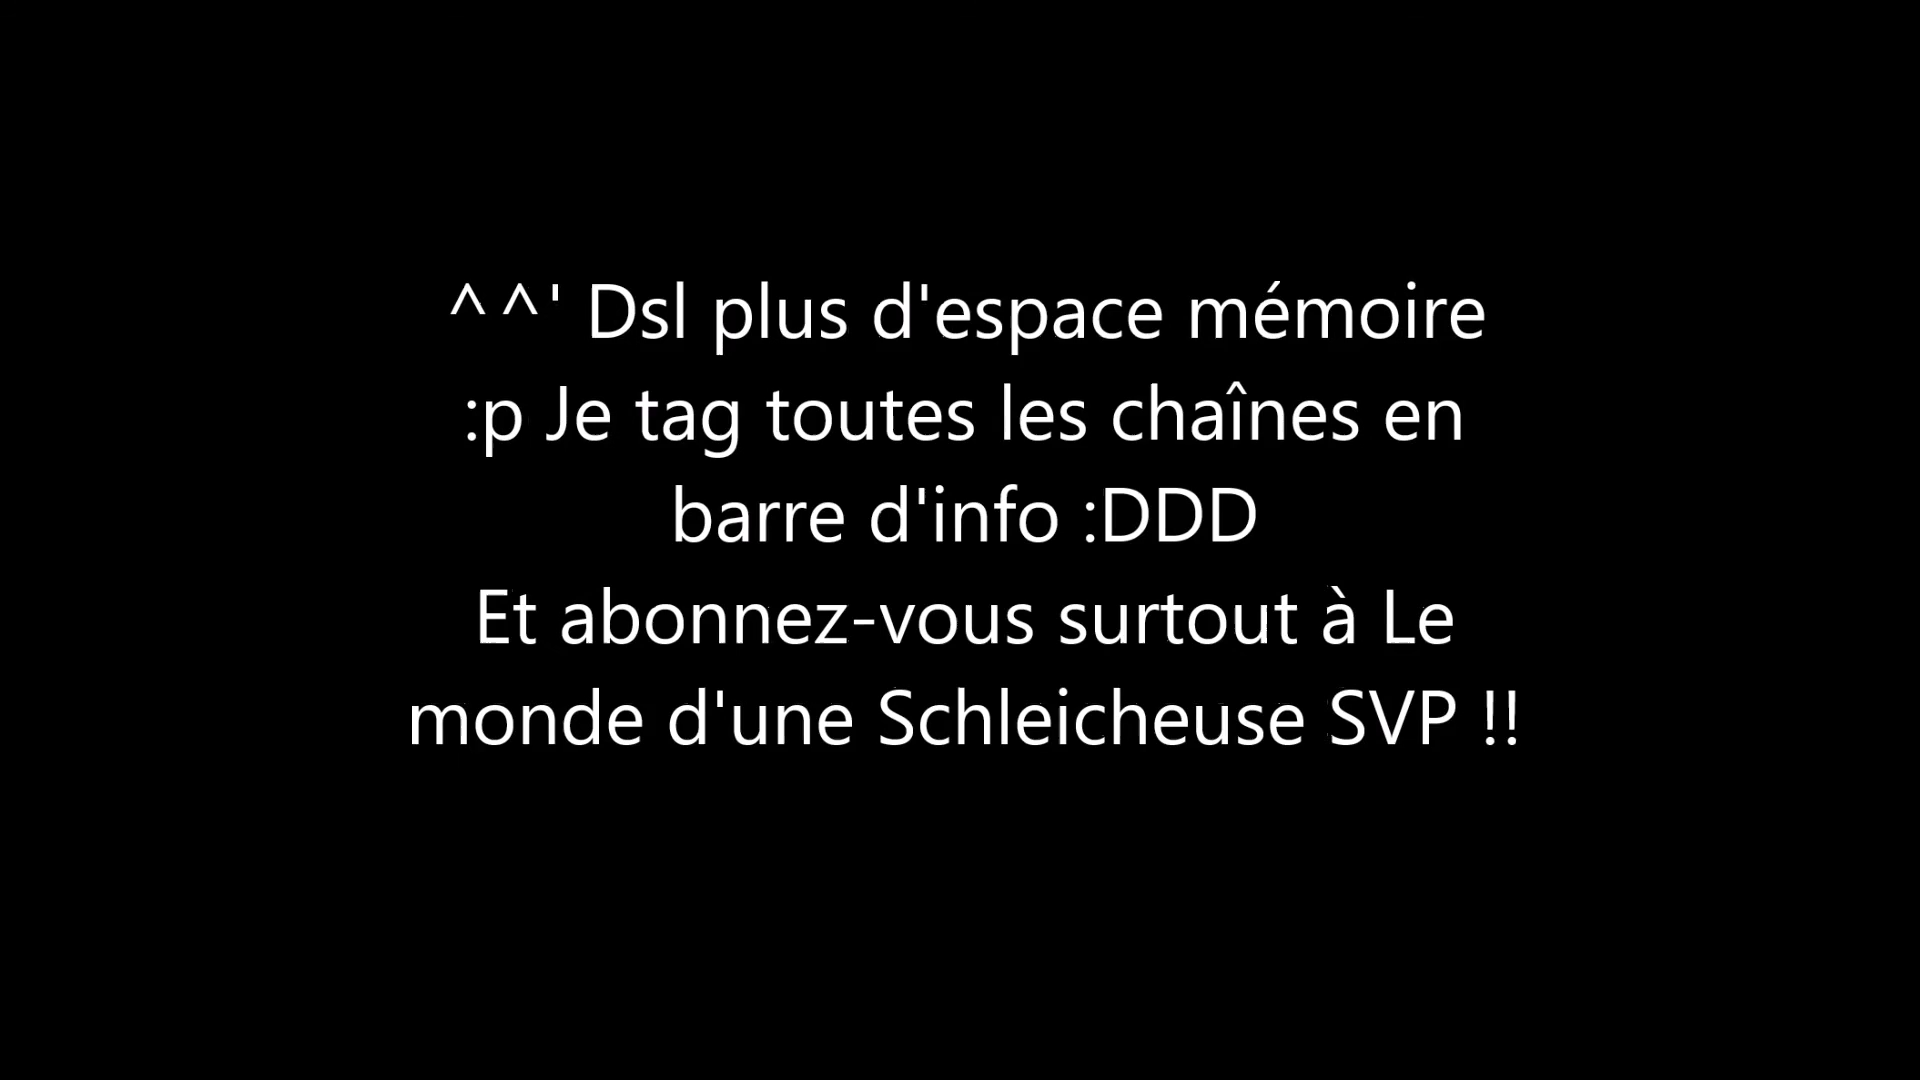 ^^' Dsl plus d'espace mémoire
:p Je tag toutes les chaînes en
barre d'info :DDD
Et abonnez-vous surtout à Le
monde d'une Schleicheuse SVP !!